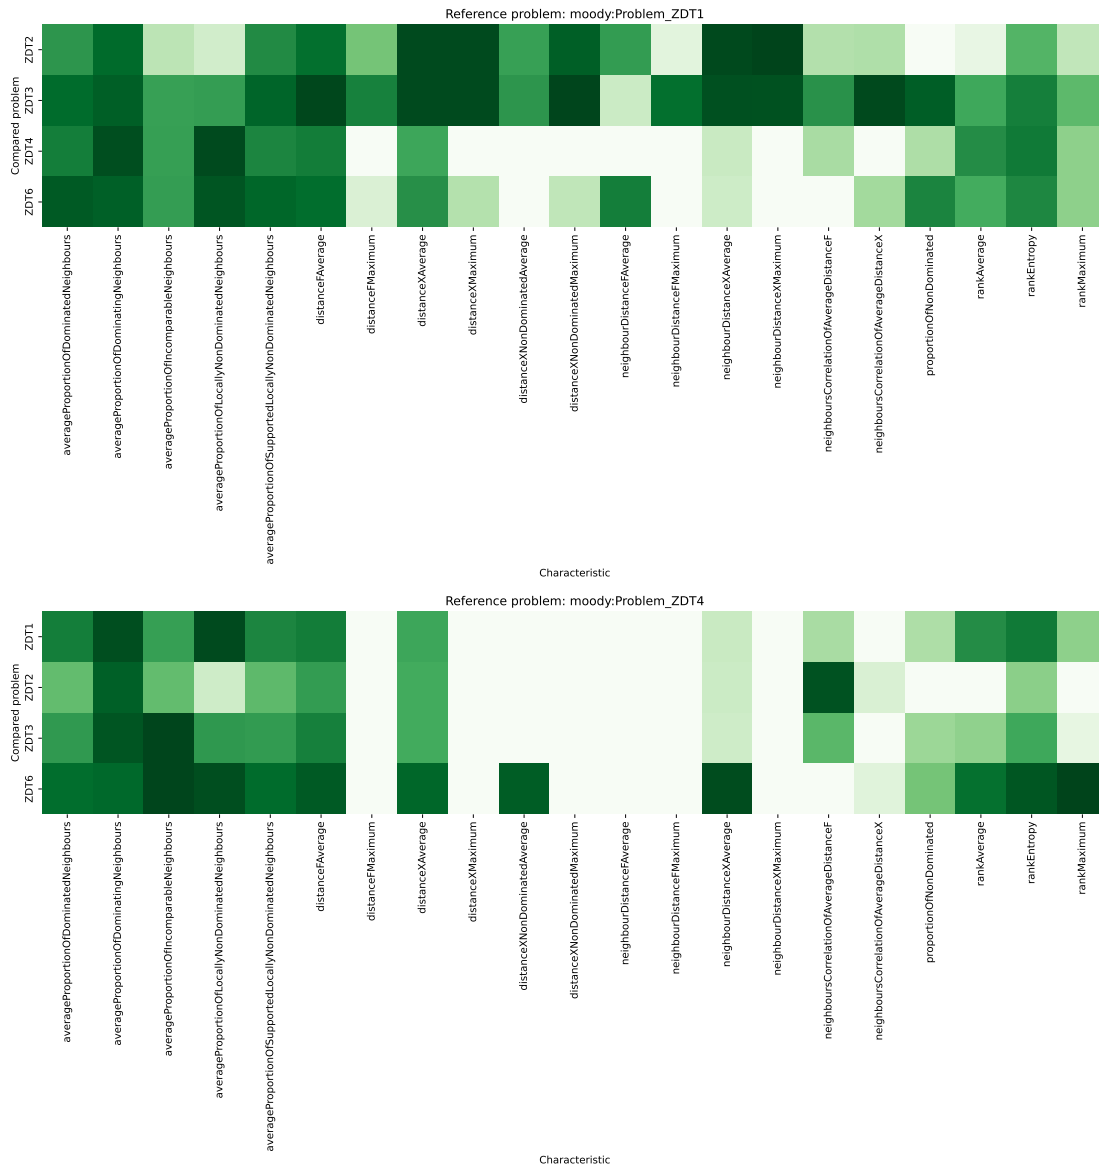 Reference problem: moody:Problem_ZDT1
Compared problem
ZDT2
ZDT3
ZDT4
ZDT6
averageProportionOfDominatedNeighbours
averageProportionOfDominatingNeighbours
averageProportionOfIncomparableNeighbours
averageProportionOfLocallyNonDominatedNeighbours
averageProportionOfSupportedLocallyNonDominatedNeighbours
distanceFAverage
distanceFMaximum
distanceXAverage
distanceXMaximum
distanceXNonDominatedAverage
distanceXNonDominatedMaximum
neighbourDistanceFAverage
neighbourDistanceFMaximum
neighbourDistanceXAverage
neighbourDistanceXMaximum
neighboursCorrelationOfAverageDistanceF
neighboursCorrelationOfAverageDistanceX
proportionOfNonDominated
rankAverage
rankEntropy
rankMaximum
Characteristic
Reference problem: moody:Problem_ZDT4
Compared problem
ZDT1
ZDT2
ZDT3
ZDT6
averageProportionOfDominatedNeighbours
averageProportionOfDominatingNeighbours
averageProportionOfIncomparableNeighbours
averageProportionOfLocallyNonDominatedNeighbours
averageProportionOfSupportedLocallyNonDominatedNeighbours
distanceFAverage
distanceFMaximum
distanceXAverage
distanceXMaximum
distanceXNonDominatedAverage
distanceXNonDominatedMaximum
neighbourDistanceFAverage
neighbourDistanceFMaximum
neighbourDistanceXAverage
neighbourDistanceXMaximum
neighboursCorrelationOfAverageDistanceF
neighboursCorrelationOfAverageDistanceX
proportionOfNonDominated
rankAverage
rankEntropy
rankMaximum
Characteristic